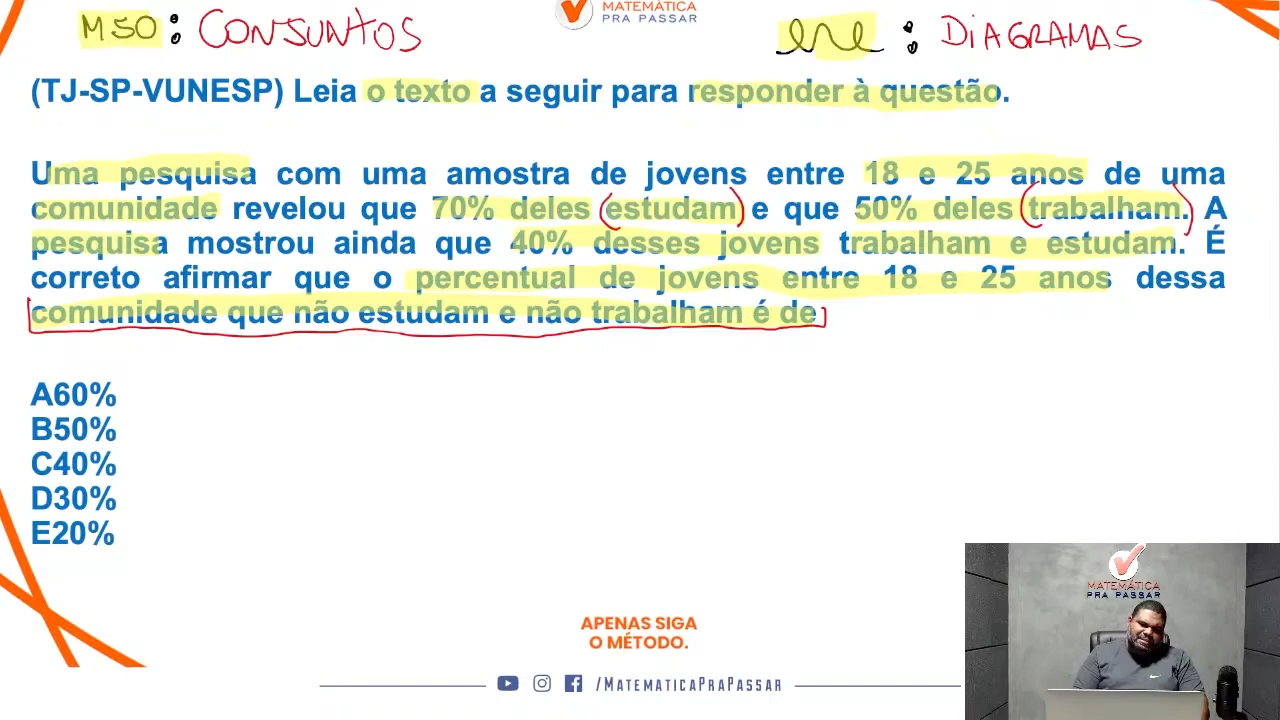 MATEMÁTICA
PRA PASSAR
M50: CONJUNTOS
: DIAGRAMAS
(TJ-SP-VUNESP) Leia o texto a seguir para responder à questão.
Uma pesquisa com uma amostra de jovens entre 18 e 25 anos de uma
comunidade revelou que 70% deles (estudam) e que 50% deles (trabalham.) A
pesquisa mostrou ainda que 40% desses jovens trabalham e estudam. É
correto afirmar que o percentual de jovens entre 18 e 25 anos dessa
comunidade que não estudam e não trabalham é de
A60%
B50%
C40%
D30%
E20%
MATEMÁTICA
PRA PASSAR
APENAS SIGA
O MÉTODO.
/MATEMATICAPRAPASSAR